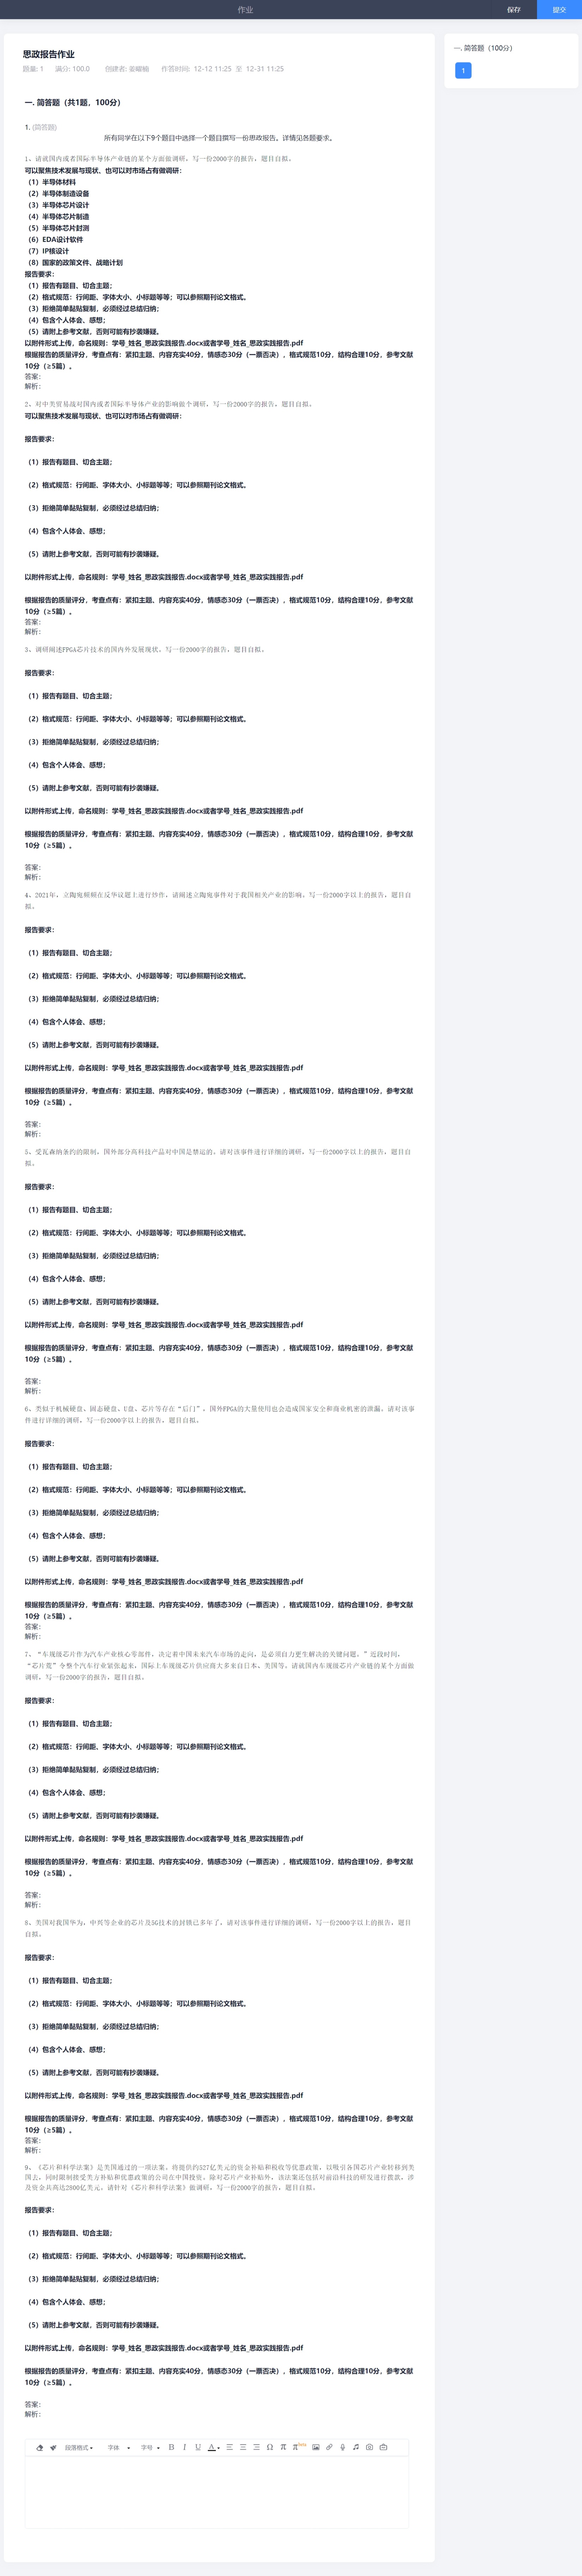 作业
保存
提交
思政报告作业
题量: 1 满分: 100.0 创建者: 姜曜楠 作答时间: 12-12 11:25 至 12-31 11:25
一. 简答题（100分）
1
一. 简答题（共1题，100分）
1. (简答题)
所有同学在以下9个题目中选择一个题目撰写一份思政报告。详情见各题要求。
1、请就国内或者国际半导体产业链的某个方面做调研，写一份2000字的报告，题目自拟。
可以聚焦技术发展与现状、也可以对市场占有做调研：
（1）半导体材料
（2）半导体制造设备
（3）半导体芯片设计
（4）半导体芯片制造
（5）半导体芯片封测
（6）EDA设计软件
（7）IP核设计
（8）国家的政策文件、战略计划
报告要求：
（1）报告有题目、切合主题；
（2）格式规范：行间距、字体大小、小标题等等；可以参照期刊论文格式。
（3）拒绝简单黏贴复制，必须经过总结归纳；
（4）包含个人体会、感想；
（5）请附上参考文献，否则可能有抄袭嫌疑。
以附件形式上传，命名规则：学号_姓名_思政实践报告.docx或者学号_姓名_思政实践报告.pdf
根据报告的质量评分，考查点有：紧扣主题、内容充实40分，情感态30分（一票否决），格式规范10分，结构合理10分，参考文献
10分（≥5篇）。
答案：
解析：
2、对中美贸易战对国内或者国际半导体产业的影响做个调研，写一份2000字的报告，题目自拟。
可以聚焦技术发展与现状、也可以对市场占有做调研：
报告要求：
（1）报告有题目、切合主题；
（2）格式规范：行间距、字体大小、小标题等等；可以参照期刊论文格式。
（3）拒绝简单黏贴复制，必须经过总结归纳；
（4）包含个人体会、感想；
（5）请附上参考文献，否则可能有抄袭嫌疑。
以附件形式上传，命名规则：学号_姓名_思政实践报告.docx或者学号_姓名_思政实践报告.pdf
根据报告的质量评分，考查点有：紧扣主题、内容充实40分，情感态30分（一票否决），格式规范10分，结构合理10分，参考文献
10分（≥5篇）。
答案：
解析：
3、调研阐述FPGA芯片技术的国内外发展现状。写一份2000字的报告，题目自拟。
报告要求：
（1）报告有题目、切合主题；
（2）格式规范：行间距、字体大小、小标题等等；可以参照期刊论文格式。
（3）拒绝简单黏贴复制，必须经过总结归纳；
（4）包含个人体会、感想；
（5）请附上参考文献，否则可能有抄袭嫌疑。
以附件形式上传，命名规则：学号_姓名_思政实践报告.docx或者学号_姓名_思政实践报告.pdf
根据报告的质量评分，考查点有：紧扣主题、内容充实40分，情感态30分（一票否决），格式规范10分，结构合理10分，参考文献
10分（≥5篇）。
答案：
解析：
4、2021年，立陶宛频频在反华议题上进行炒作。请阐述立陶宛事件对于我国相关产业的影响。写一份2000字以上的报告，题目自
拟。
报告要求：
（1）报告有题目、切合主题；
（2）格式规范：行间距、字体大小、小标题等等；可以参照期刊论文格式。
（3）拒绝简单黏贴复制，必须经过总结归纳；
（4）包含个人体会、感想；
（5）请附上参考文献，否则可能有抄袭嫌疑。
以附件形式上传，命名规则：学号_姓名_思政实践报告.docx或者学号_姓名_思政实践报告.pdf
根据报告的质量评分，考查点有：紧扣主题、内容充实40分，情感态30分（一票否决），格式规范10分，结构合理10分，参考文献
10分（≥5篇）。
答案：
解析：
5、受瓦森纳条约的限制，国外部分高科技产品对中国是禁运的。请对该事件进行详细的调研，写一份2000字以上的报告，题目自
拟。
报告要求：
（1）报告有题目、切合主题；
（2）格式规范：行间距、字体大小、小标题等等；可以参照期刊论文格式。
（3）拒绝简单黏贴复制，必须经过总结归纳；
（4）包含个人体会、感想；
（5）请附上参考文献，否则可能有抄袭嫌疑。
以附件形式上传，命名规则：学号_姓名_思政实践报告.docx或者学号_姓名_思政实践报告.pdf
根据报告的质量评分，考查点有：紧扣主题、内容充实40分，情感态30分（一票否决），格式规范10分，结构合理10分，参考文献
10分（≥5篇）。
答案：
解析：
6、类似于机械硬盘、固态硬盘、U盘、芯片等存在“后门”，国外FPGA的大量使用也会造成国家安全和商业机密的泄漏。请对该事
件进行详细的调研，写一份2000字以上的报告，题目自拟。
报告要求：
（1）报告有题目、切合主题；
（2）格式规范：行间距、字体大小、小标题等等；可以参照期刊论文格式。
（3）拒绝简单黏贴复制，必须经过总结归纳；
（4）包含个人体会、感想；
（5）请附上参考文献，否则可能有抄袭嫌疑。
以附件形式上传，命名规则：学号_姓名_思政实践报告.docx或者学号_姓名_思政实践报告.pdf
根据报告的质量评分，考查点有：紧扣主题、内容充实40分，情感态30分（一票否决），格式规范10分，结构合理10分，参考文献
10分（≥5篇）。
答案：
解析：
7、“车规级芯片作为汽车产业核心零部件，决定着中国未来汽车市场的走向，是必须自力更生解决的关键问题。”近段时间，
“芯片荒”令整个汽车行业紧张起来，国际上车规级芯片供应商大多来自日本、美国等，请就国内车规级芯片产业链的某个方面做
调研，写一份2000字的报告，题目自拟。
报告要求：
（1）报告有题目、切合主题；
（2）格式规范：行间距、字体大小、小标题等等；可以参照期刊论文格式。
（3）拒绝简单黏贴复制，必须经过总结归纳；
（4）包含个人体会、感想；
（5）请附上参考文献，否则可能有抄袭嫌疑。
以附件形式上传，命名规则：学号_姓名_思政实践报告.docx或者学号_姓名_思政实践报告.pdf
根据报告的质量评分，考查点有：紧扣主题、内容充实40分，情感态30分（一票否决），格式规范10分，结构合理10分，参考文献
10分（≥5篇）。
答案：
解析：
8、美国对我国华为、中兴等企业的芯片及5G技术的封锁已多年了，请对该事件进行详细的调研，写一份2000字以上的报告，题目
自拟。
报告要求：
（1）报告有题目、切合主题；
（2）格式规范：行间距、字体大小、小标题等等；可以参照期刊论文格式。
（3）拒绝简单黏贴复制，必须经过总结归纳；
（4）包含个人体会、感想；
（5）请附上参考文献，否则可能有抄袭嫌疑。
以附件形式上传，命名规则：学号_姓名_思政实践报告.docx或者学号_姓名_思政实践报告.pdf
根据报告的质量评分，考查点有：紧扣主题、内容充实40分，情感态30分（一票否决），格式规范10分，结构合理10分，参考文献
10分（≥5篇）。
答案：
解析：
9、《芯片和科学法案》是美国通过的一项法案，将提供约527亿美元的资金补贴和税收等优惠政策，以吸引各国芯片产业转移到美
国去，同时限制接受美方补贴和优惠政策的公司在中国投资。除对芯片产业补贴外，该法案还包括对前沿科技的研发进行拨款，涉
及资金共高达2800亿美元。请针对《芯片和科学法案》做调研，写一份2000字的报告，题目自拟。
报告要求：
（1）报告有题目、切合主题；
（2）格式规范：行间距、字体大小、小标题等等；可以参照期刊论文格式。
（3）拒绝简单黏贴复制，必须经过总结归纳；
（4）包含个人体会、感想；
（5）请附上参考文献，否则可能有抄袭嫌疑。
以附件形式上传，命名规则：学号_姓名_思政实践报告.docx或者学号_姓名_思政实践报告.pdf
根据报告的质量评分，考查点有：紧扣主题、内容充实40分，情感态30分（一票否决），格式规范10分，结构合理10分，参考文献
10分（≥5篇）。
答案：
解析：
段落格式 字体 字号 B I U A Ω π π Beta